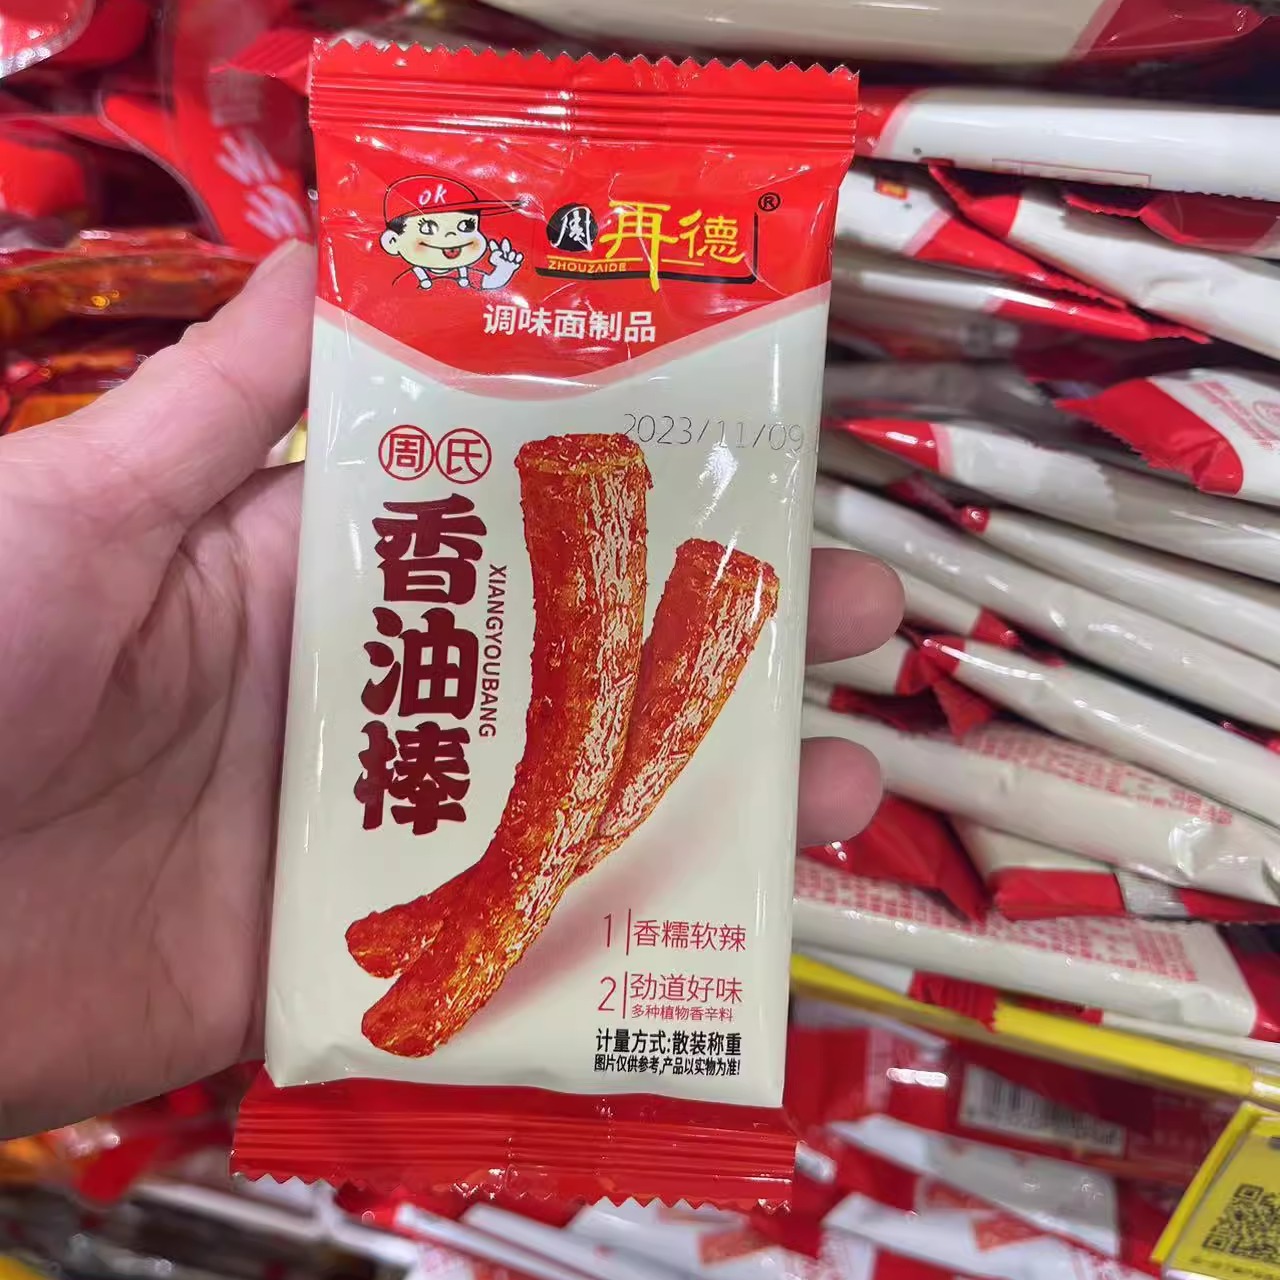 ok
周再德®
ZHOUZAIDE
调味面制品
2023/11/09
周氏
香油棒
XIANGYOUBANG
1|香糯软辣
2|劲道好味
多种植物香辛料
计量方式:散装称重
图片仅供参考,产品以实物为准!